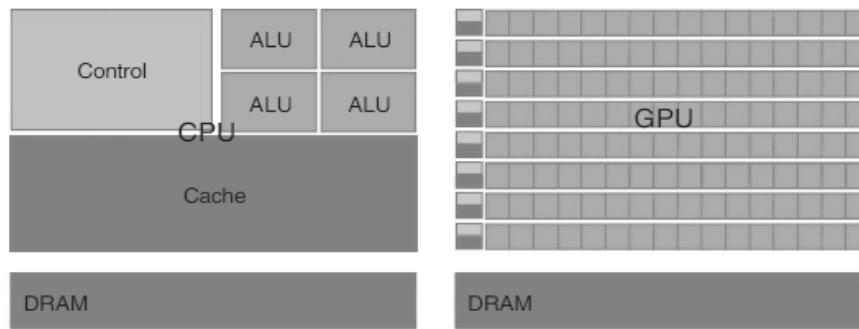 Control
ALU ALU
ALU ALU
CPU
Cache
DRAM
GPU
DRAM